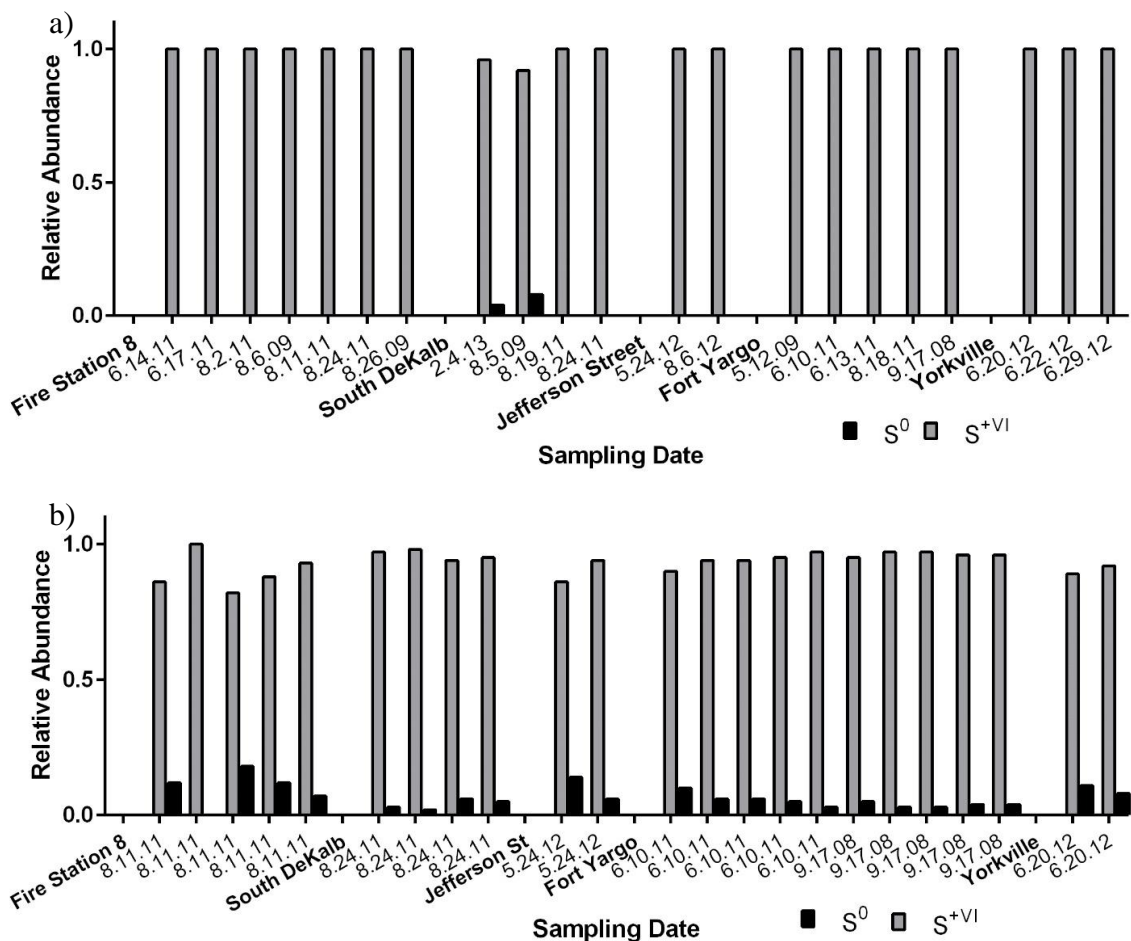 a)
1.0
0.5
0.0
Relative Abundance
Fire Station 8
6.14.11
6.17.11
8.2.11
8.6.09
8.11.11
8.24.11
8.26.09
South DeKalb
2.4.13
8.5.09
8.19.11
8.24.11
Jefferson Street
5.24.12
8.6.12
Fort Yargo
5.12.09
6.10.11
6.13.11
8.18.11
9.17.08
Yorkville
6.20.12
6.22.12
6.29.12
S⁰ S⁺ⱽᴵ
Sampling Date
b)
1.0
0.5
0.0
Relative Abundance
Fire Station 8
8.11.11
8.11.11
8.11.11
8.11.11
8.11.11
South DeKalb
8.24.11
8.24.11
8.24.11
8.24.11
Jefferson St
5.24.12
5.24.12
Fort Yargo
6.10.11
6.10.11
6.10.11
6.10.11
6.10.11
9.17.08
9.17.08
9.17.08
9.17.08
9.17.08
Yorkville
6.20.12
6.20.12
S⁰ S⁺ⱽᴵ
Sampling Date